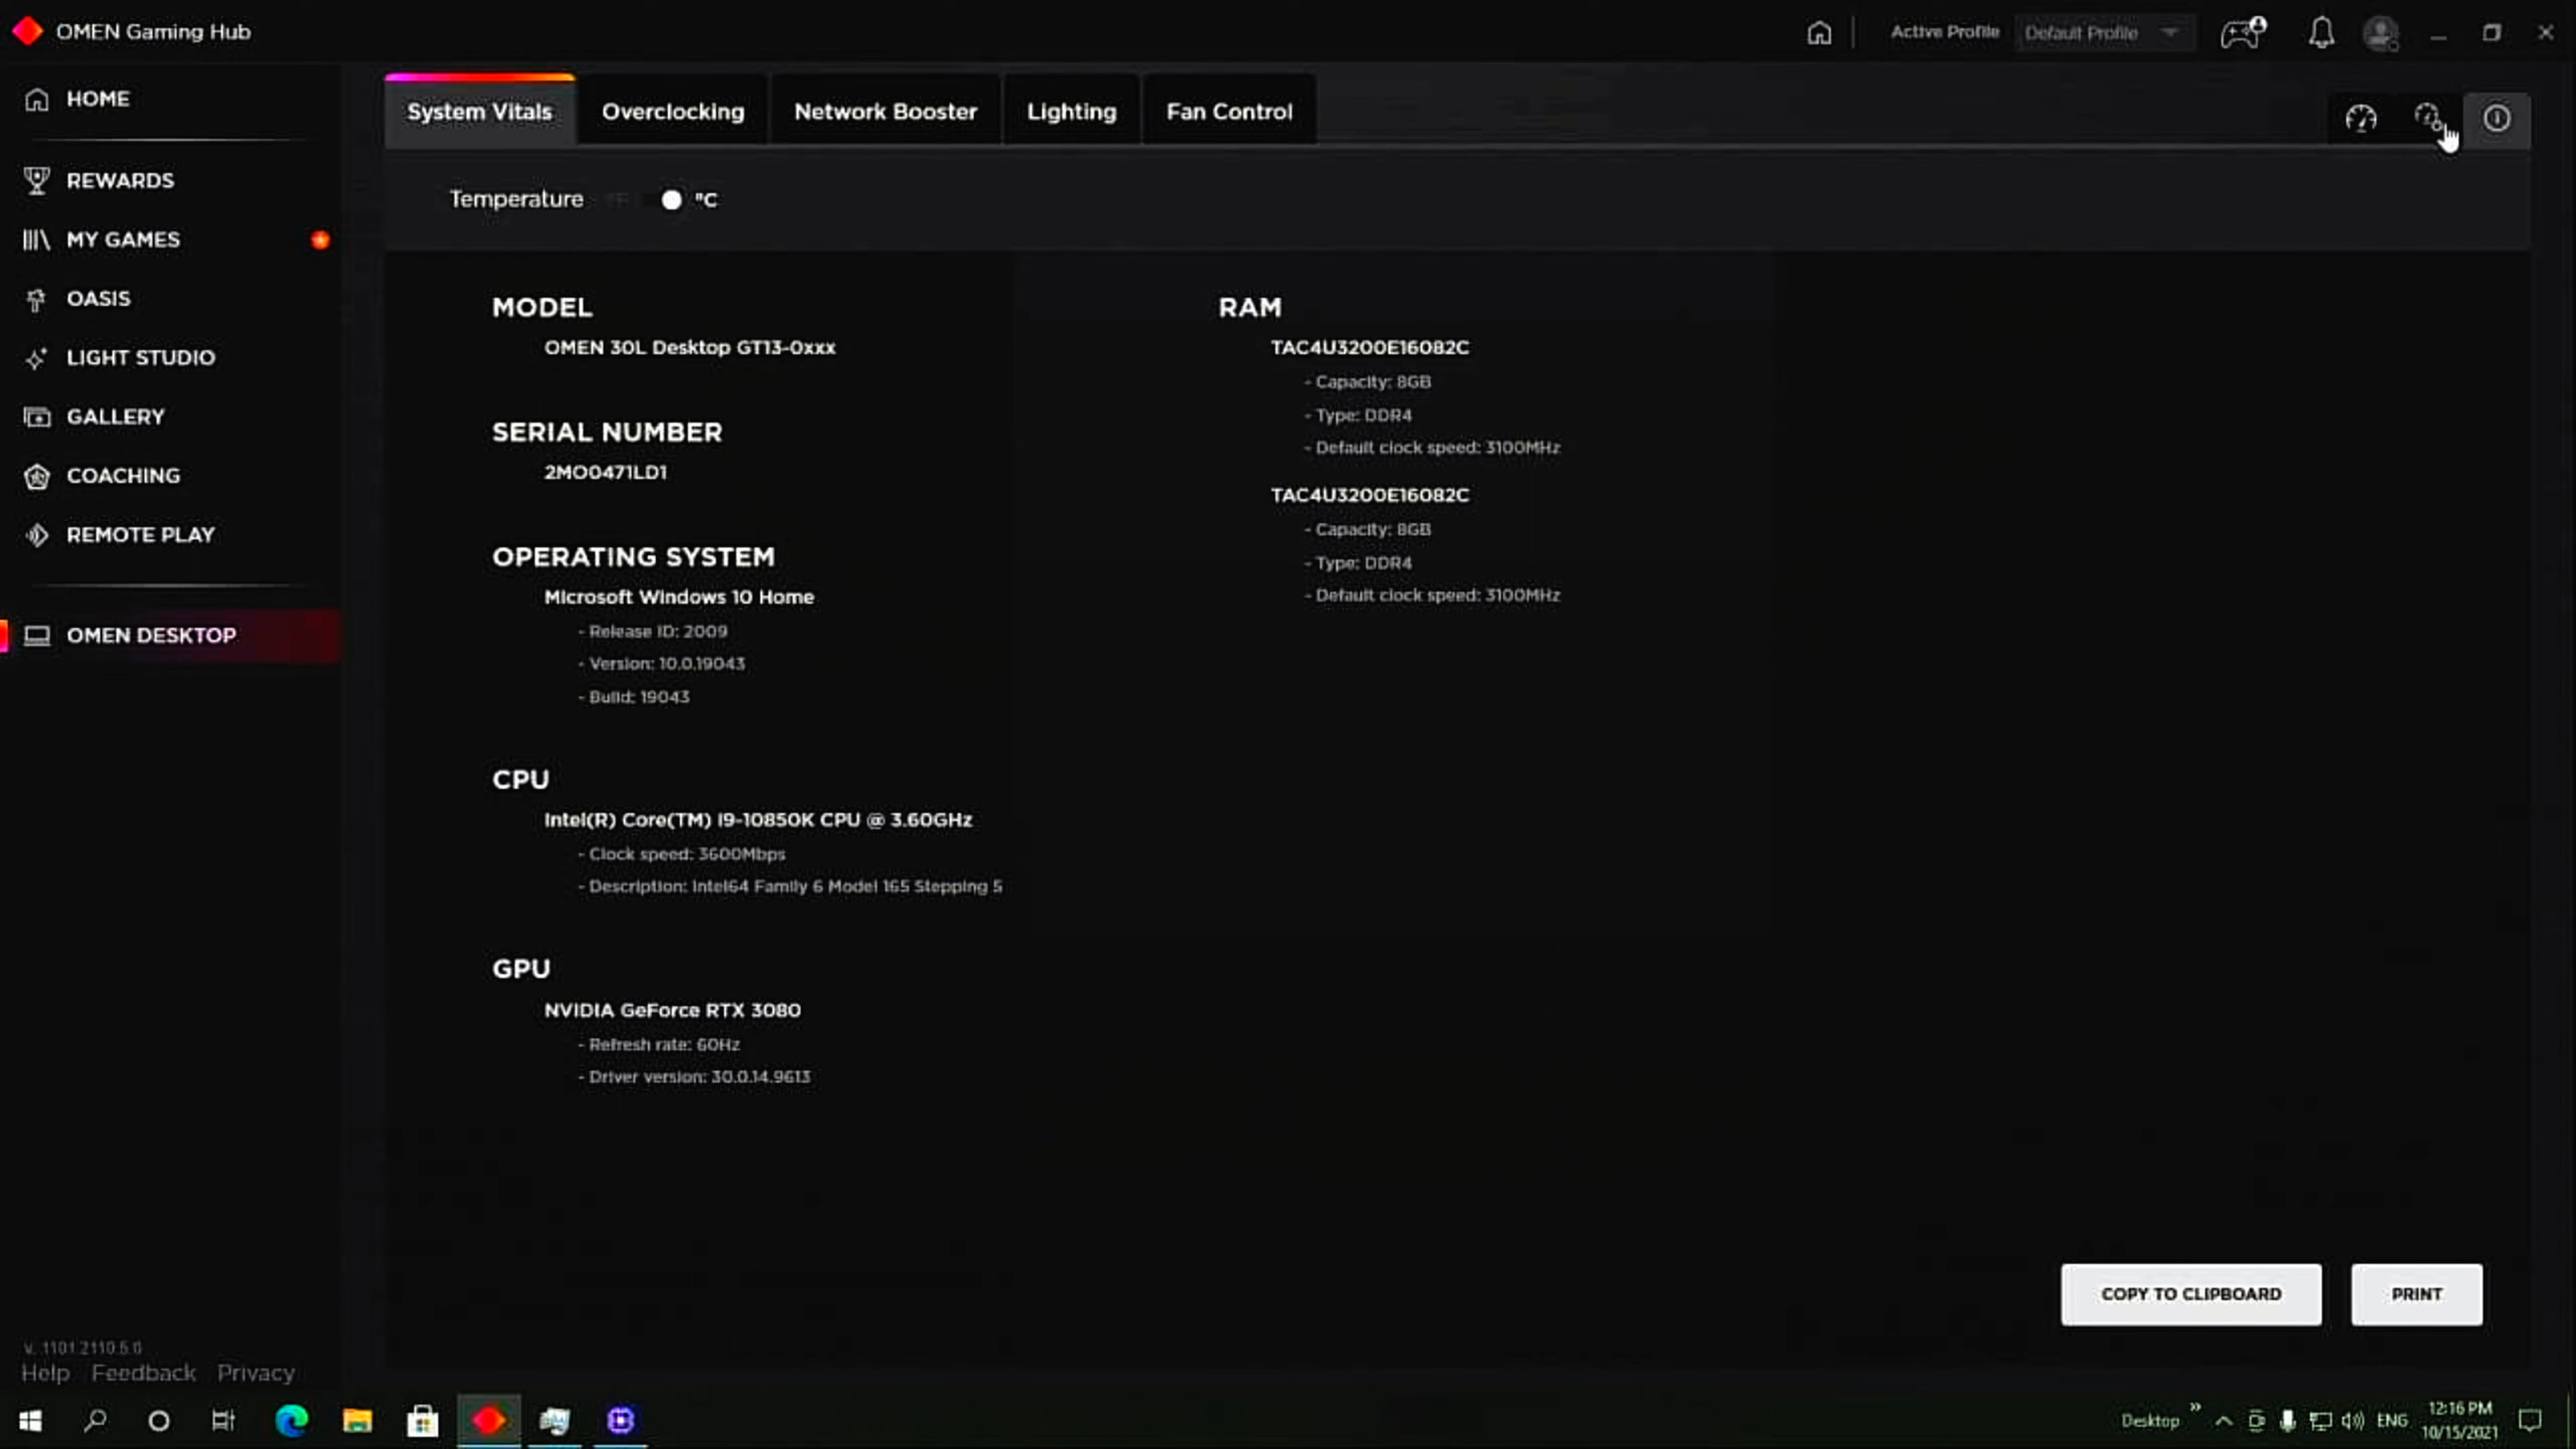 OMEN Gaming Hub
Active Profile
Default Profile
HOME
REWARDS
MY GAMES
OASIS
LIGHT STUDIO
GALLERY
COACHING
REMOTE PLAY
OMEN DESKTOP
v. 1101.2110.5.0
Help Feedback Privacy
System Vitals
Overclocking
Network Booster
Lighting
Fan Control
Temperature °F °C
MODEL
OMEN 30L Desktop GT13-0xxx
SERIAL NUMBER
2MO0471LD1
OPERATING SYSTEM
Microsoft Windows 10 Home
- Release ID: 2009
- Version: 10.0.19043
- Build: 19043
CPU
Intel(R) Core(TM) i9-10850K CPU @ 3.60GHz
- Clock speed: 3600Mbps
- Description: Intel64 Family 6 Model 165 Stepping 5
GPU
NVIDIA GeForce RTX 3080
- Refresh rate: 60Hz
- Driver version: 30.0.14.9613
RAM
TAC4U3200E16082C
- Capacity: 8GB
- Type: DDR4
- Default clock speed: 3100MHz
TAC4U3200E16082C
- Capacity: 8GB
- Type: DDR4
- Default clock speed: 3100MHz
COPY TO CLIPBOARD
PRINT
Desktop
ENG
12:16 PM
10/15/2021